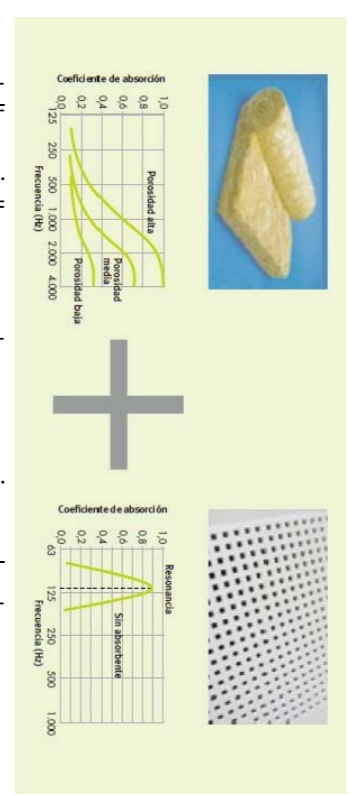 Coeficiente de absorción
1,0
0,8
0,6
0,4
0,2
0,0
125
250
500
1.000
2.000
4.000
Frecuencia (Hz)
Porosidad alta
Porosidad
media
Porosidad baja
Coeficiente de absorción
1,0
0,8
0,6
0,4
0,2
0,0
63
125
250
500
1.000
Frecuencia (Hz)
Resonancia
Sin absorbente